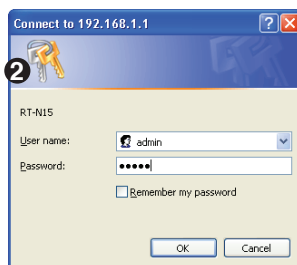 Connect to 192.168.1.1
2
RT-N15
User name: admin
Password: •••••
Remember my password
OK Cancel